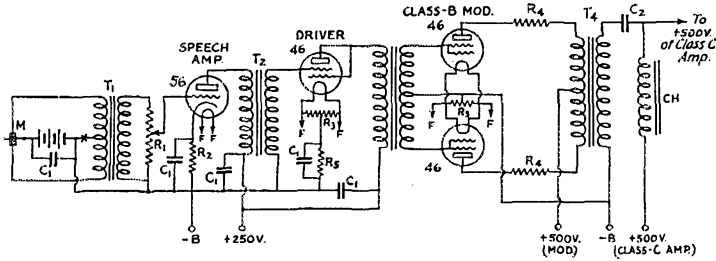 SPEECH
AMP.
56
DRIVER
46
CLASS-B MOD.
46
46
T₁
T₂
T₄
M
C₁
R₁
R₂
C₁
C₁
F F
F R₃ F
C₁
R₅
C₁
F R₃ F
R₄
R₄
C₂
To
+500V.
of Class C
Amp.
CH
-B
+250V.
+500V.
(MOD.)
-B
+500V.
(CLASS-C AMP.)